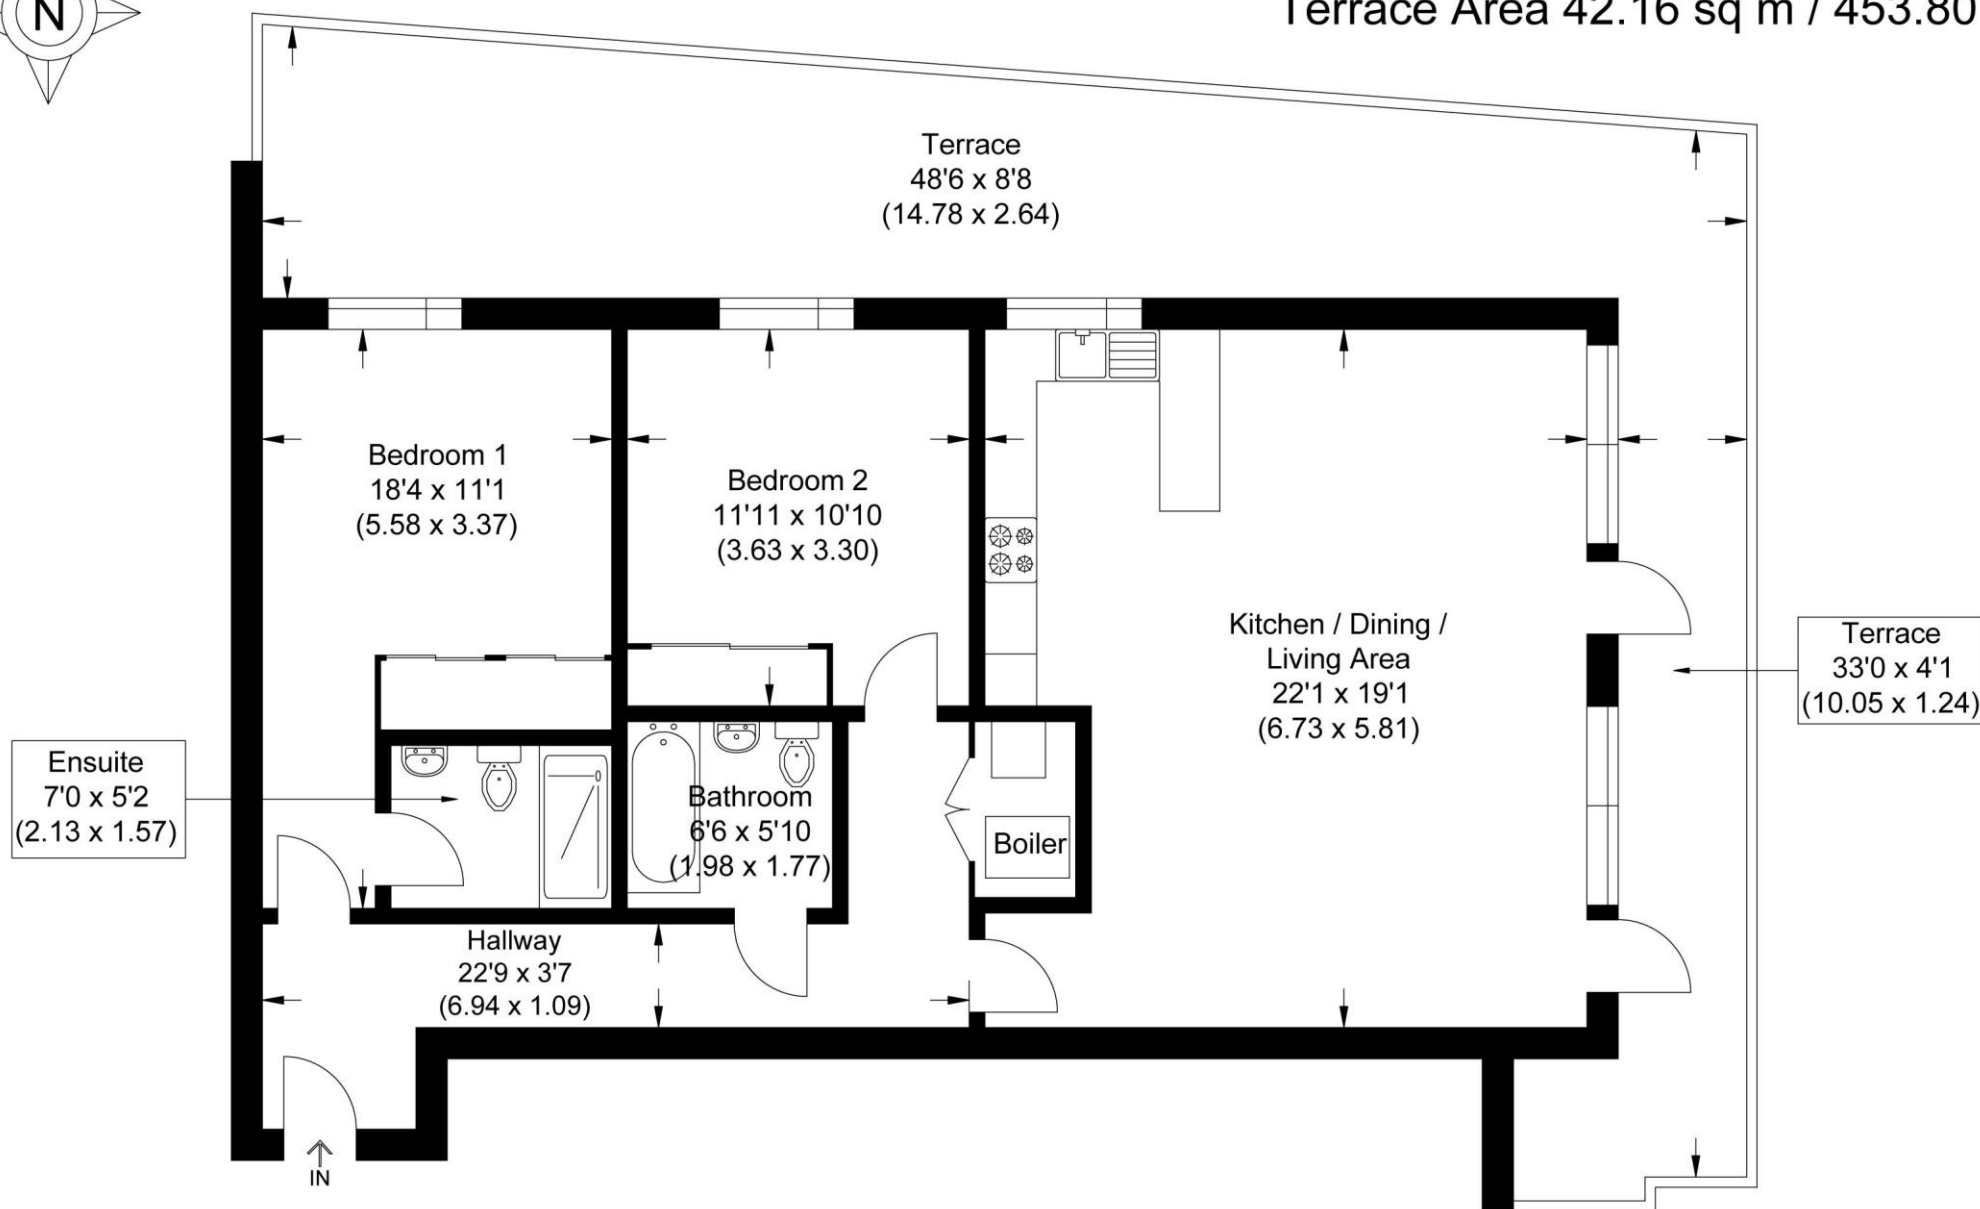 N
Terrace Area 42.16 sq m / 453.80
Terrace
48'6 x 8'8
(14.78 x 2.64)
Bedroom 1
18'4 x 11'1
(5.58 x 3.37)
Bedroom 2
11'11 x 10'10
(3.63 x 3.30)
Kitchen / Dining /
Living Area
22'1 x 19'1
(6.73 x 5.81)
Terrace
33'0 x 4'1
(10.05 x 1.24)
Ensuite
7'0 x 5'2
(2.13 x 1.57)
Bathroom
6'6 x 5'10
(1.98 x 1.77)
Boiler
Hallway
22'9 x 3'7
(6.94 x 1.09)
IN